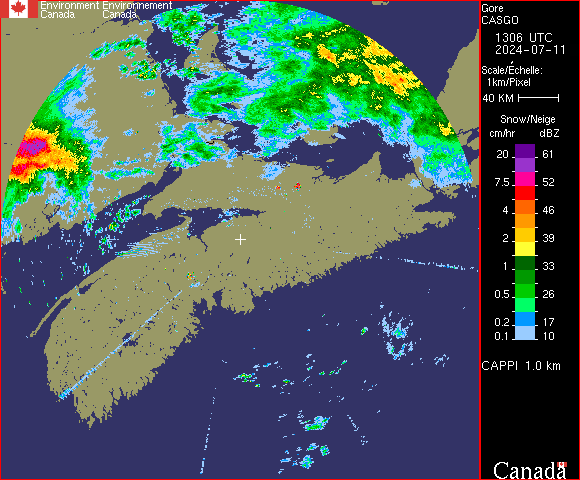 Environment Environnement
Canada Canada
Gore
CASGO
1306 UTC
2024-07-11
Scale/Echelle:
1km/Pixel
40 KM
Snow/Neige
cm/hr dBZ
20 61
7.5 52
4 46
2 39
1 33
0.5 26
0.2 17
0.1 10
CAPPI 1.0 km
Canada